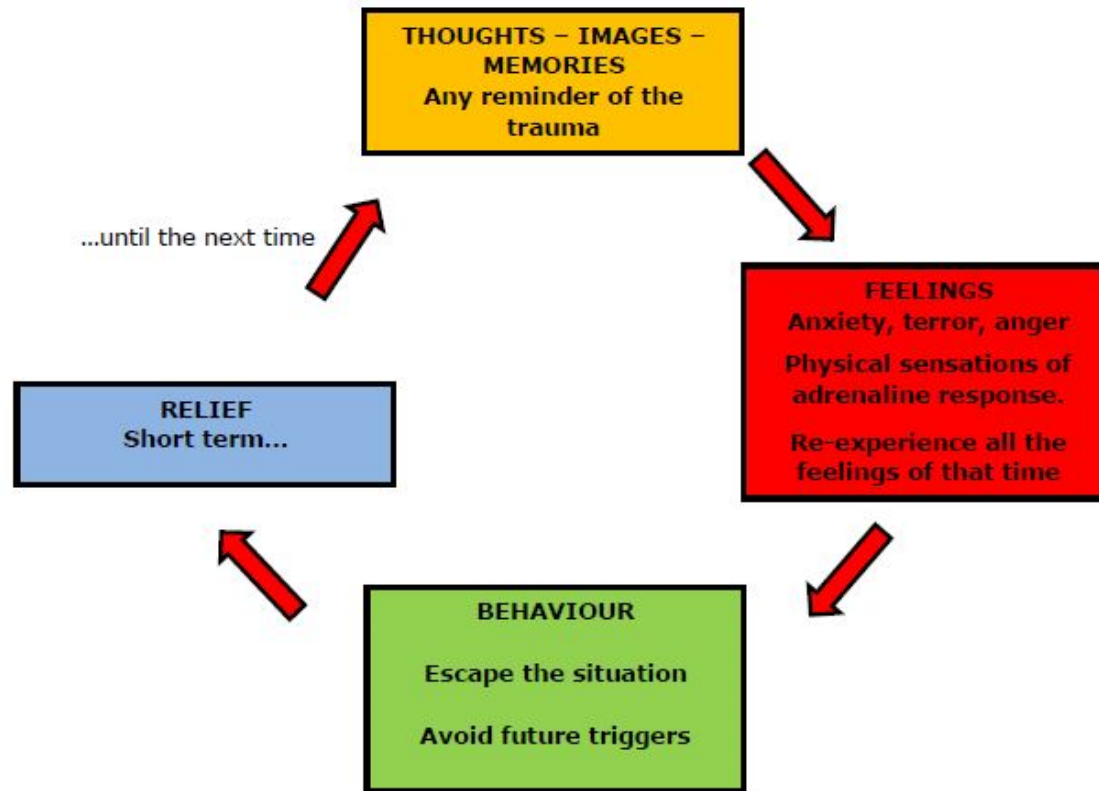 THOUGHTS – IMAGES –
MEMORIES
Any reminder of the
trauma
...until the next time
FEELINGS
Anxiety, terror, anger
Physical sensations of
adrenaline response.
Re-experience all the
feelings of that time
RELIEF
Short term...
BEHAVIOUR
Escape the situation
Avoid future triggers